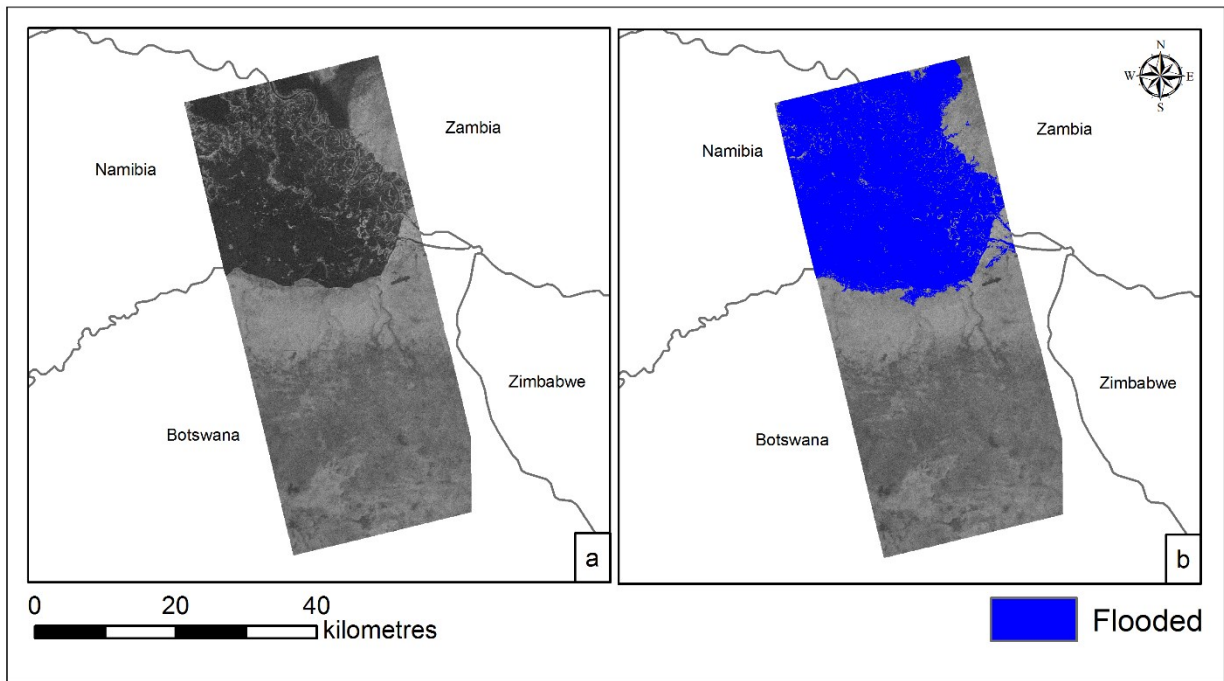 Namibia
Zambia
Zimbabwe
Botswana
a
N
W E
S
Namibia
Zambia
Zimbabwe
Botswana
b
0 20 40
kilometres
Flooded